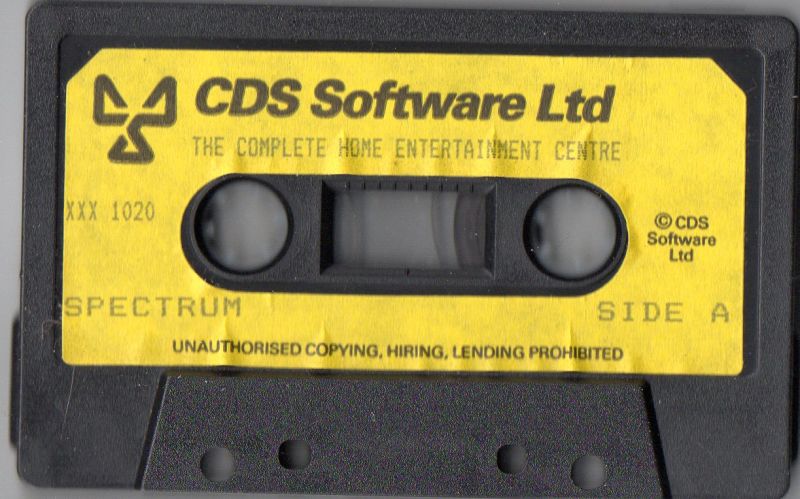 CDS Software Ltd
THE COMPLETE HOME ENTERTAINMENT CENTRE
XXX 1020
© CDS
Software
Ltd
SPECTRUM
SIDE A
UNAUTHORISED COPYING, HIRING, LENDING PROHIBITED